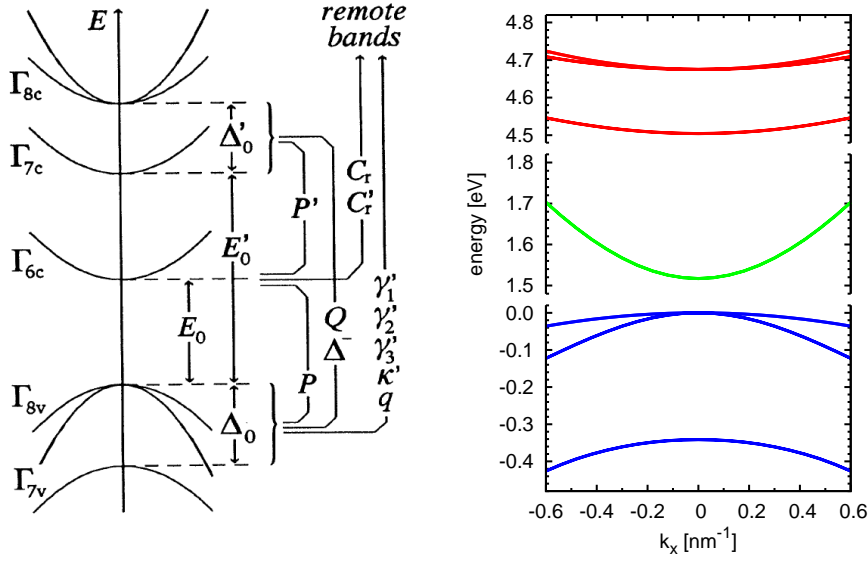 E
remote
bands
Γ8c
Γ7c
Γ6c
Γ8v
Γ7v
Δ'0
E'0
E0
Δ0
P'
P
Q
Δ⁻
Cr
C'r
γ'1
γ'2
γ'3
κ'
q
energy [eV]
4.8
4.7
4.6
4.5
1.8
1.7
1.6
1.5
0.0
-0.1
-0.2
-0.3
-0.4
-0.6 -0.4 -0.2 0 0.2 0.4 0.6
kx [nm-1]